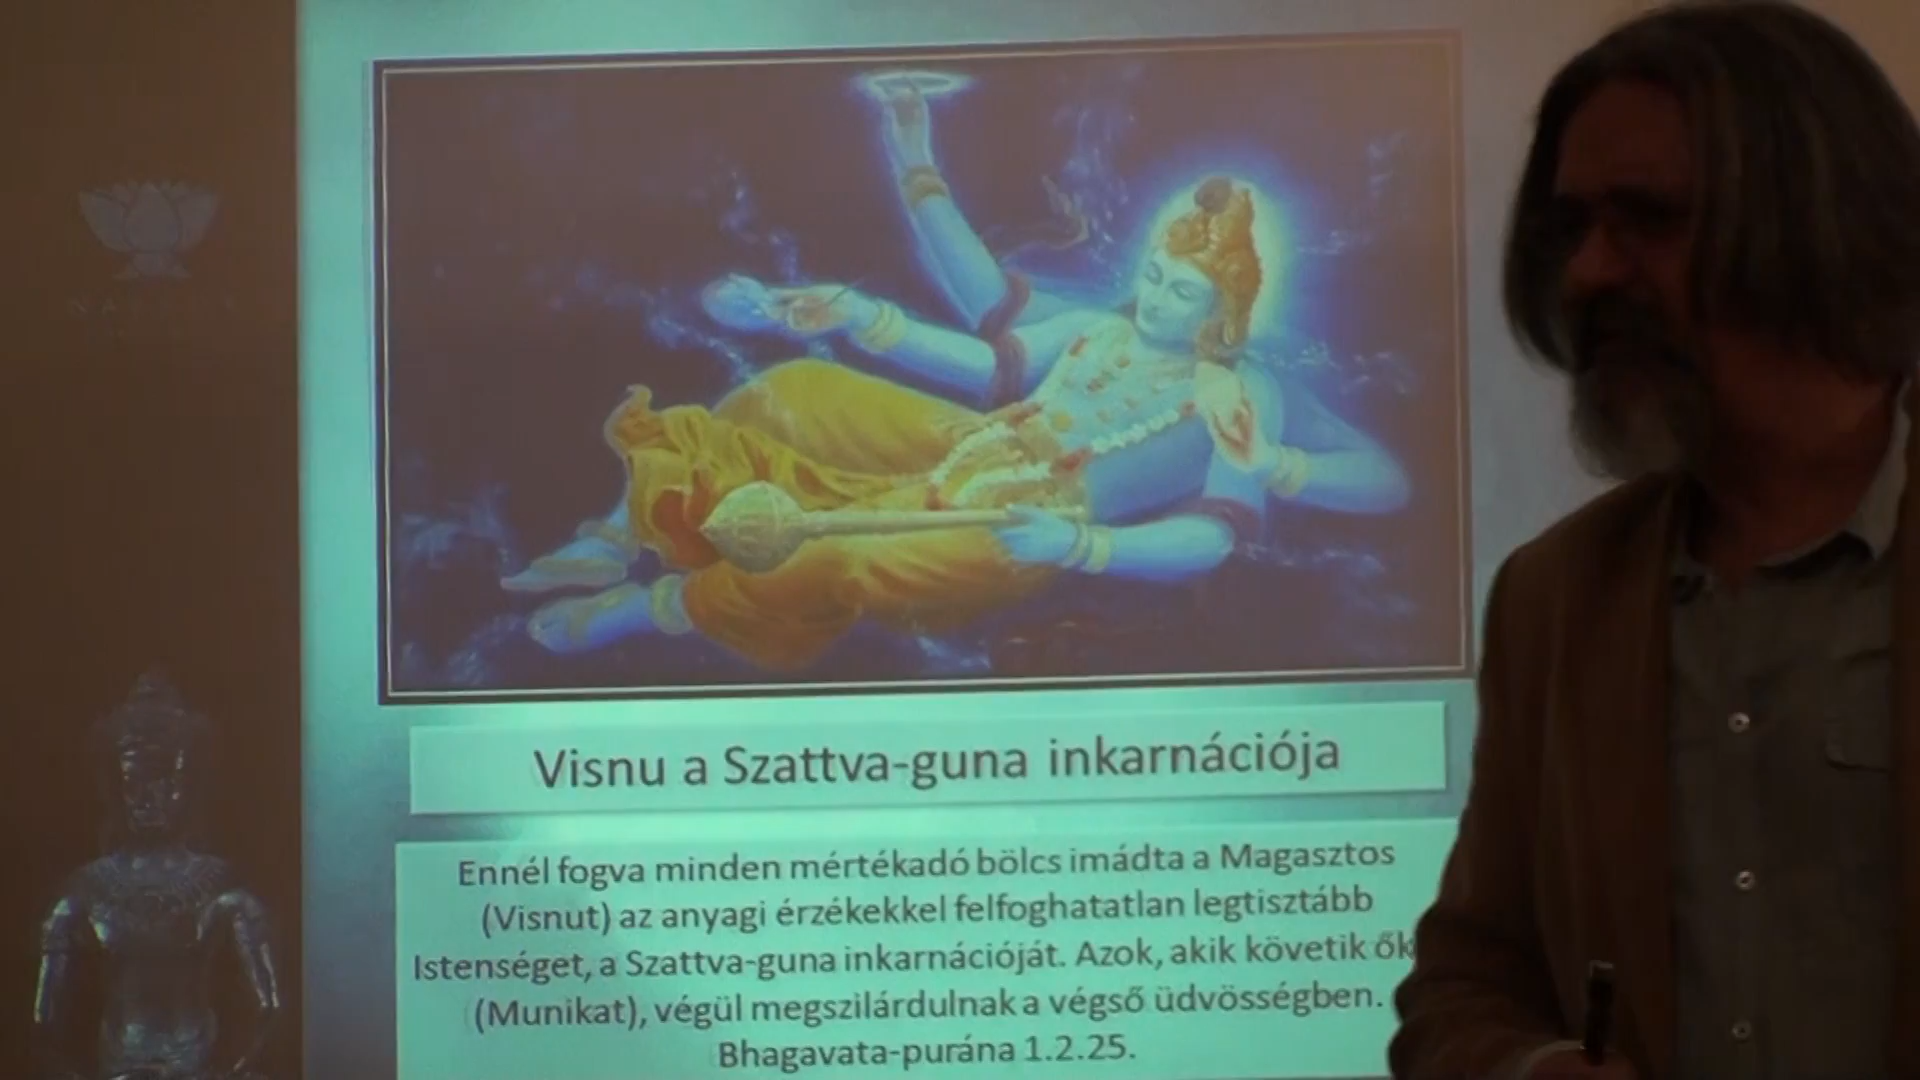 Visnu a Szattva-guna inkarnációja
Ennél fogva minden mértékadó bölcs imádta a Magasztos
(Visnut) az anyagi érzékekkel felfoghatatlan legtisztább
Istenséget, a Szattva-guna inkarnációját. Azok, akik követik ők
(Munikat), végül megszilárdulnak a végső üdvösségben.
Bhagavata-purána 1.2.25.